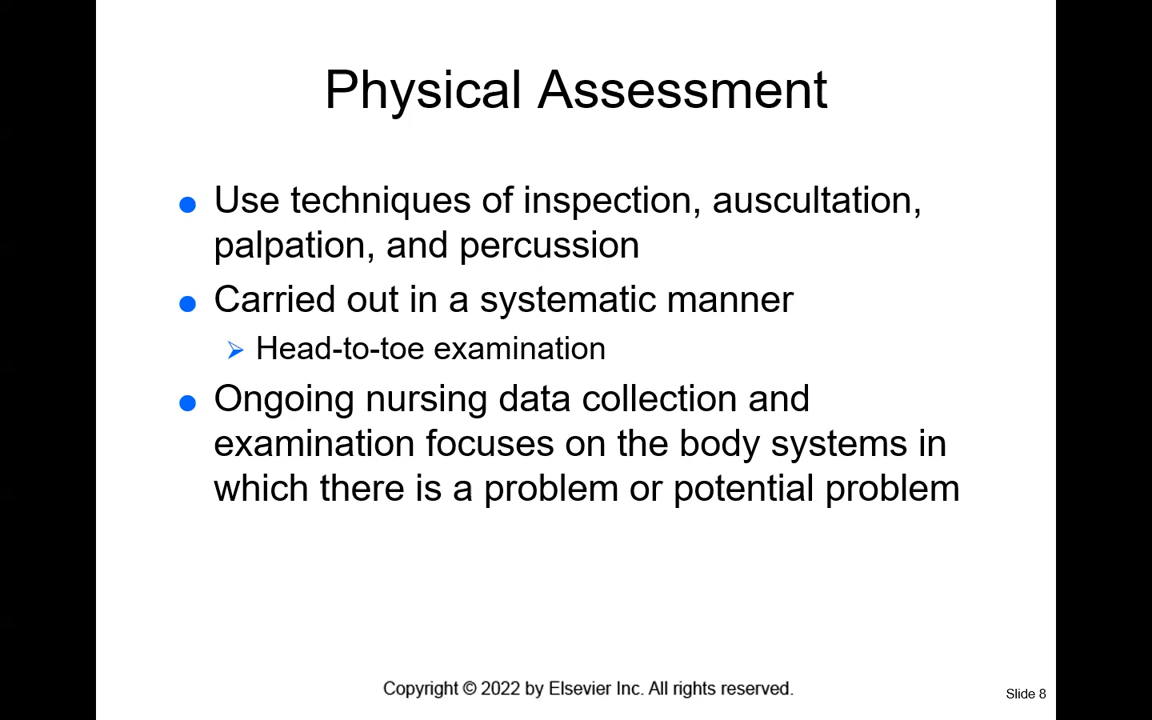 Physical Assessment
Use techniques of inspection, auscultation,
palpation, and percussion
Carried out in a systematic manner
Head-to-toe examination
Ongoing nursing data collection and
examination focuses on the body systems in
which there is a problem or potential problem
Copyright © 2022 by Elsevier Inc. All rights reserved.
Slide 8